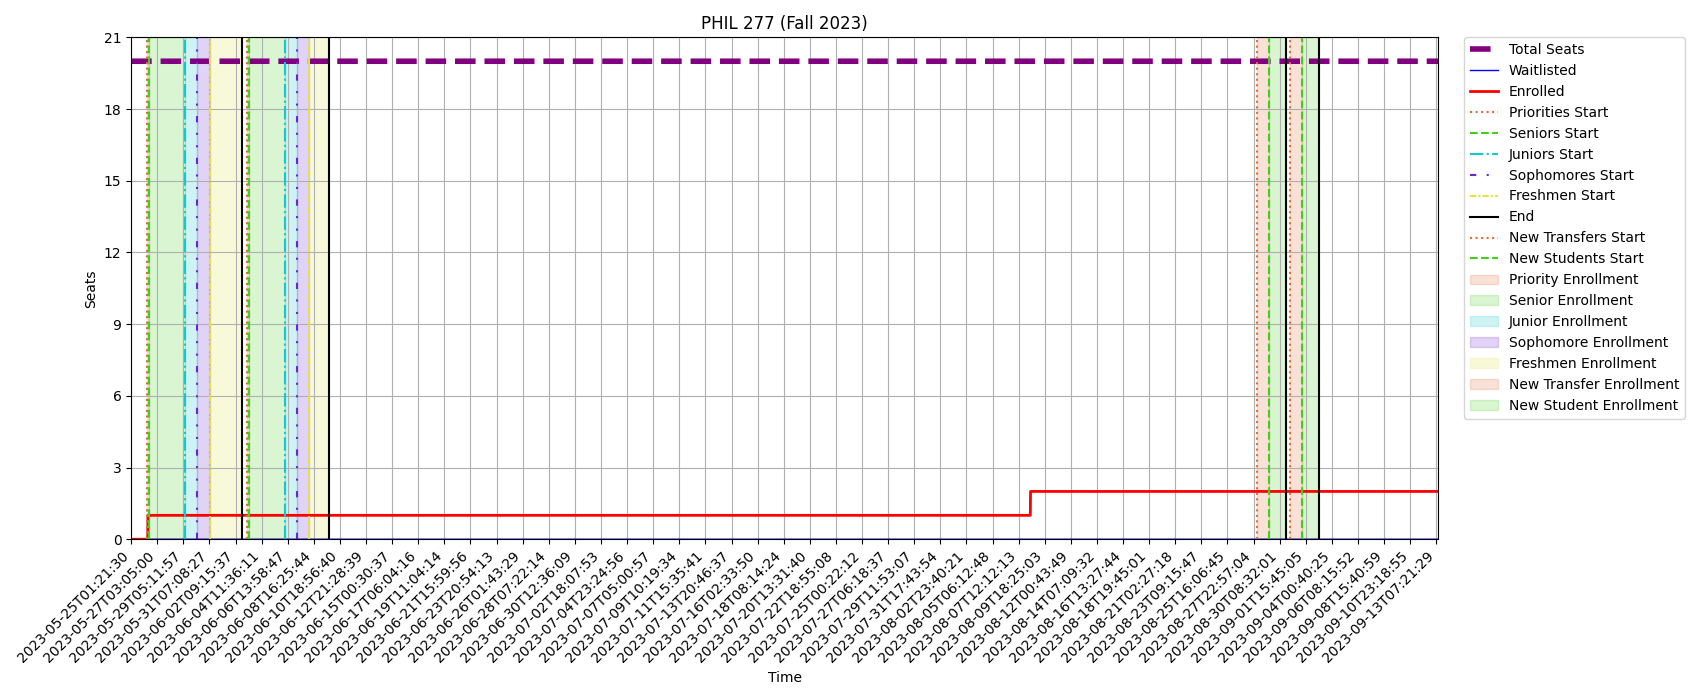 PHIL 277 (Fall 2023)
Seats
21
18
15
12
9
6
3
0
2023-05-25T01:21:30
2023-05-27T03:05:00
2023-05-29T05:11:57
2023-05-31T07:08:27
2023-06-02T09:15:37
2023-06-04T11:36:11
2023-06-06T13:58:47
2023-06-08T16:25:44
2023-06-10T18:56:40
2023-06-12T21:28:39
2023-06-15T00:30:37
2023-06-17T06:04:16
2023-06-19T11:04:14
2023-06-21T15:59:56
2023-06-23T20:54:13
2023-06-26T01:43:29
2023-06-28T07:22:14
2023-06-30T12:36:09
2023-07-02T18:07:53
2023-07-04T23:24:56
2023-07-07T05:00:57
2023-07-09T10:19:34
2023-07-11T15:35:41
2023-07-13T20:46:37
2023-07-16T02:33:50
2023-07-18T08:14:24
2023-07-20T13:31:40
2023-07-22T18:55:08
2023-07-25T00:22:12
2023-07-27T06:18:37
2023-07-29T11:53:07
2023-07-31T17:43:54
2023-08-02T23:40:21
2023-08-05T06:12:48
2023-08-07T12:12:13
2023-08-09T18:25:03
2023-08-12T00:43:49
2023-08-14T07:09:32
2023-08-16T13:27:44
2023-08-18T19:45:01
2023-08-21T02:27:18
2023-08-23T09:15:47
2023-08-25T16:06:45
2023-08-27T22:57:04
2023-08-30T08:32:01
2023-09-01T15:45:05
2023-09-04T00:40:25
2023-09-06T08:15:52
2023-09-08T15:40:59
2023-09-10T23:18:55
2023-09-13T07:21:29
Time
Total Seats
Waitlisted
Enrolled
Priorities Start
Seniors Start
Juniors Start
Sophomores Start
Freshmen Start
End
New Transfers Start
New Students Start
Priority Enrollment
Senior Enrollment
Junior Enrollment
Sophomore Enrollment
Freshmen Enrollment
New Transfer Enrollment
New Student Enrollment